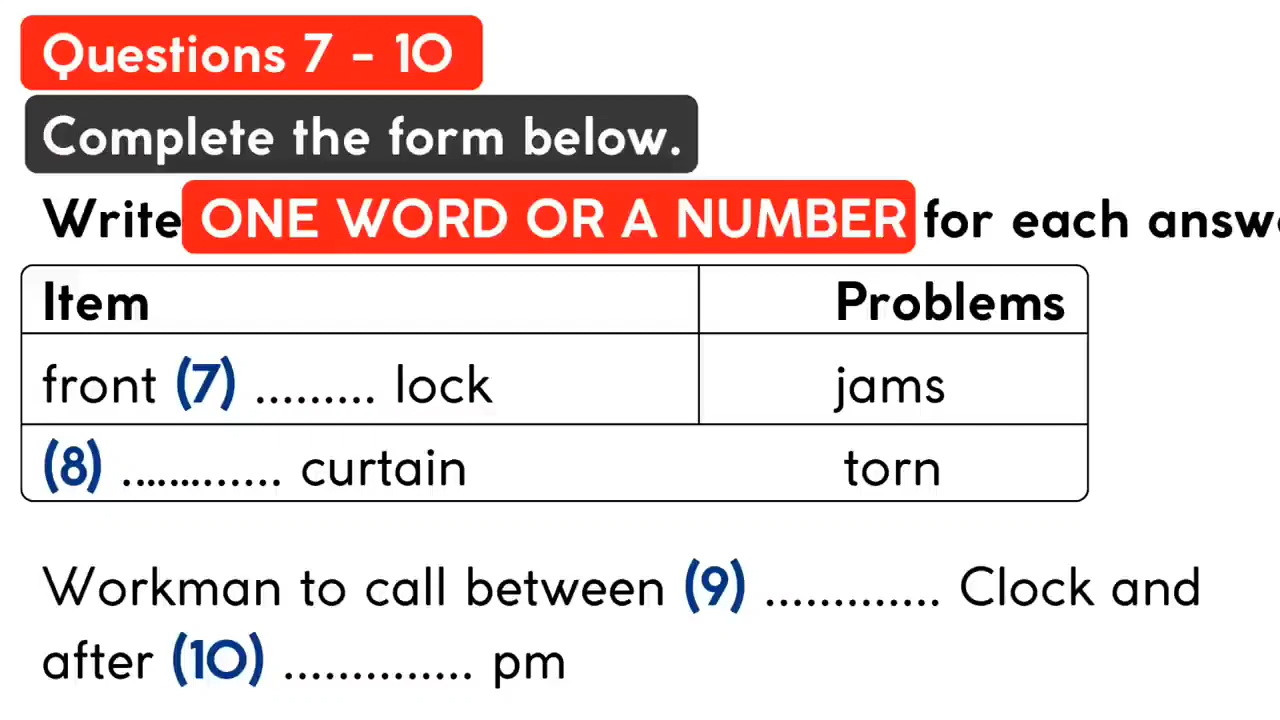 Questions 7 - 10
Complete the form below.
Write ONE WORD OR A NUMBER for each answe
Item Problems
front (7) ......... lock jams
(8) ............ curtain torn
Workman to call between (9) ............. Clock and
after (10) .............. pm